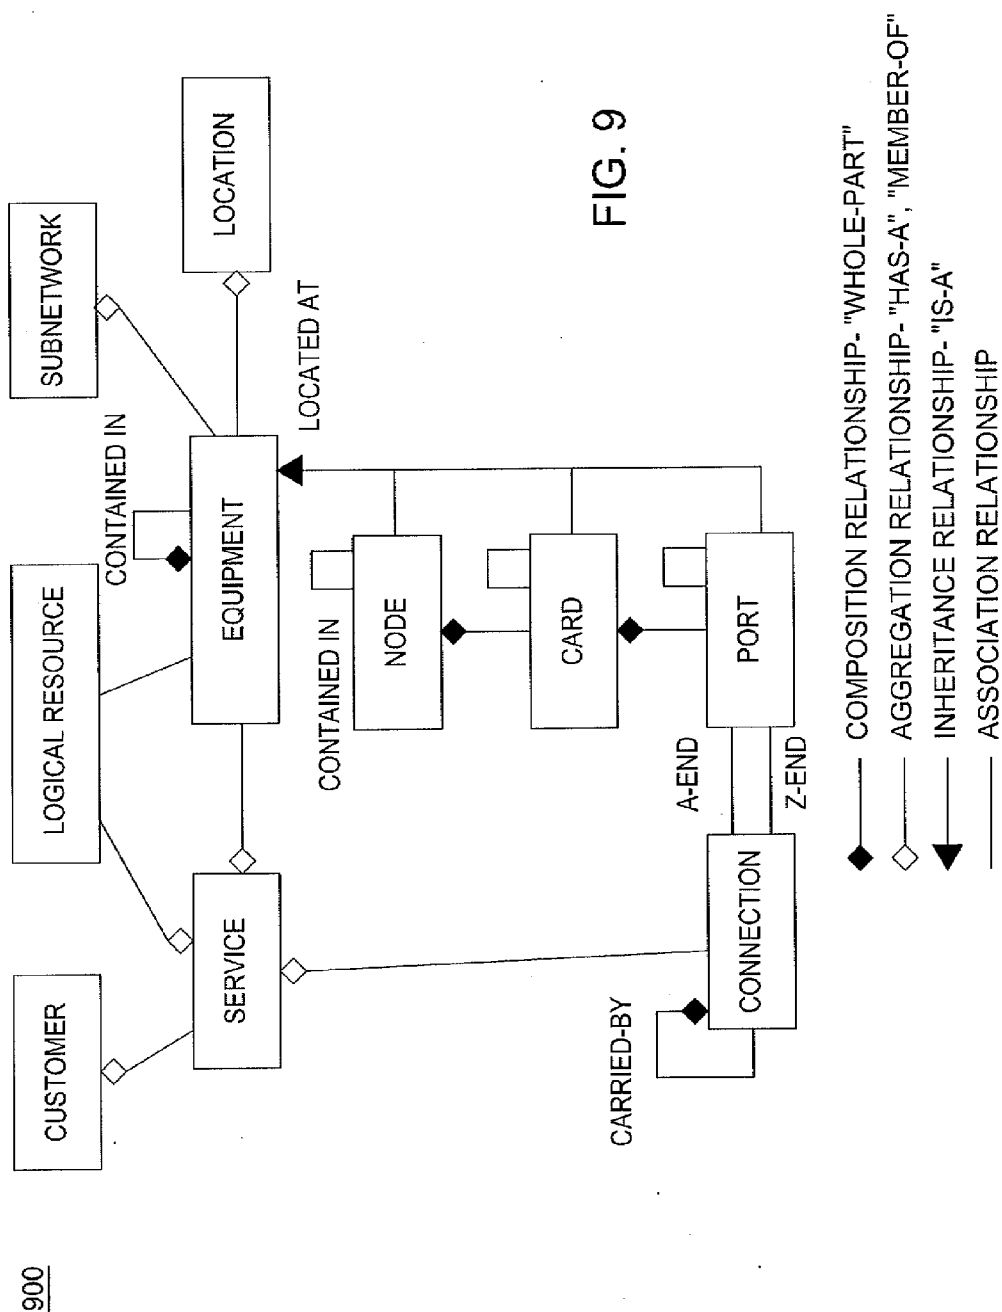 900
CUSTOMER
LOGICAL RESOURCE
SUBNETWORK
CONTAINED IN
SERVICE
EQUIPMENT
LOCATION
LOCATED AT
CONTAINED IN
NODE
CARD
CARRIED-BY
CONNECTION
A-END
Z-END
PORT
FIG. 9
COMPOSITION RELATIONSHIP- "WHOLE-PART"
AGGREGATION RELATIONSHIP- "HAS-A", "MEMBER-OF"
INHERITANCE RELATIONSHIP- "IS-A"
ASSOCIATION RELATIONSHIP